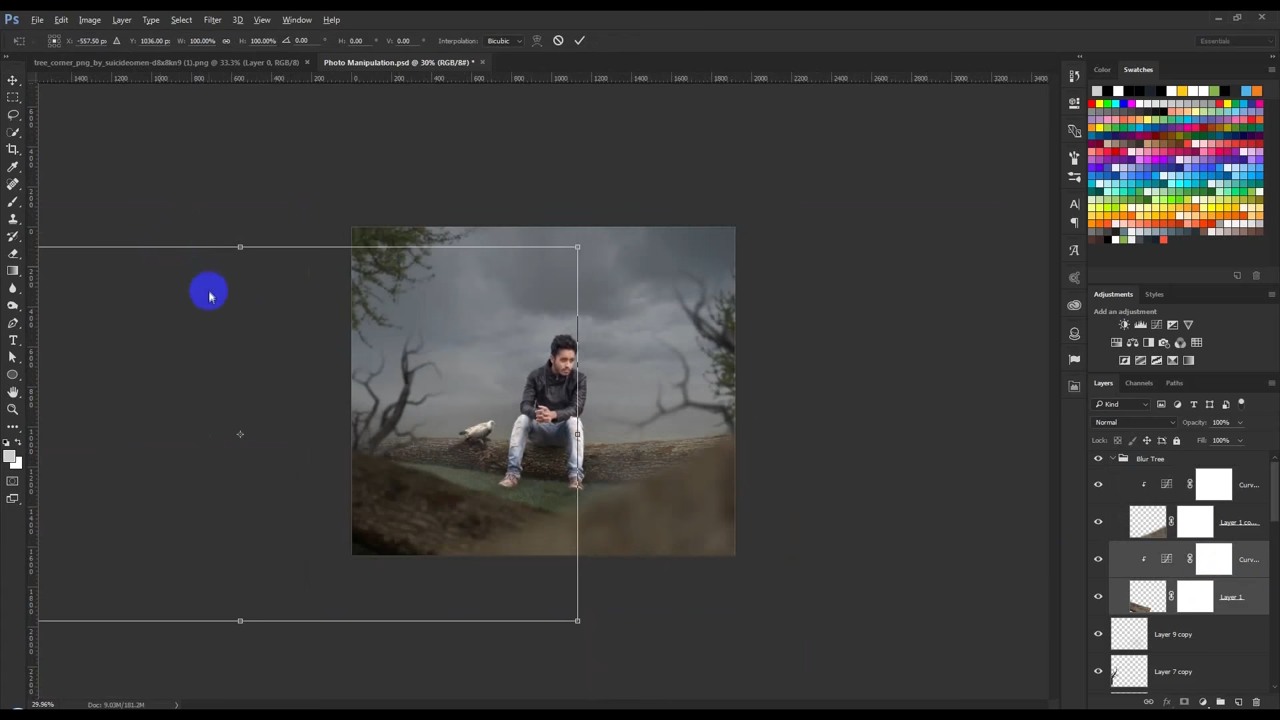 Ps File Edit Image Layer Type Select Filter 3D View Window Help
X: -557.50 px Y: 1036.00 px W: 100.00% H: 100.00% 0.00 ° H: 0.00 ° V: 0.00 ° Interpolation: Bicubic Essentials
tree_corner_png_by_suicideomen-d8x8kn9 (1).png @ 33.3% (Layer 0, RGB/8) × Photo Manipulation.psd @ 30% (RGB/8#) * ×
Color Swatches
Adjustments Styles
Add an adjustment
Layers Channels Paths
Kind
Normal Opacity: 100%
Lock: Fill: 100%
Blur Tree
Curv...
Layer 1 co...
Curv...
Layer 1
Layer 9 copy
Layer 7 copy
29.96% Doc: 9.03M/181.2M